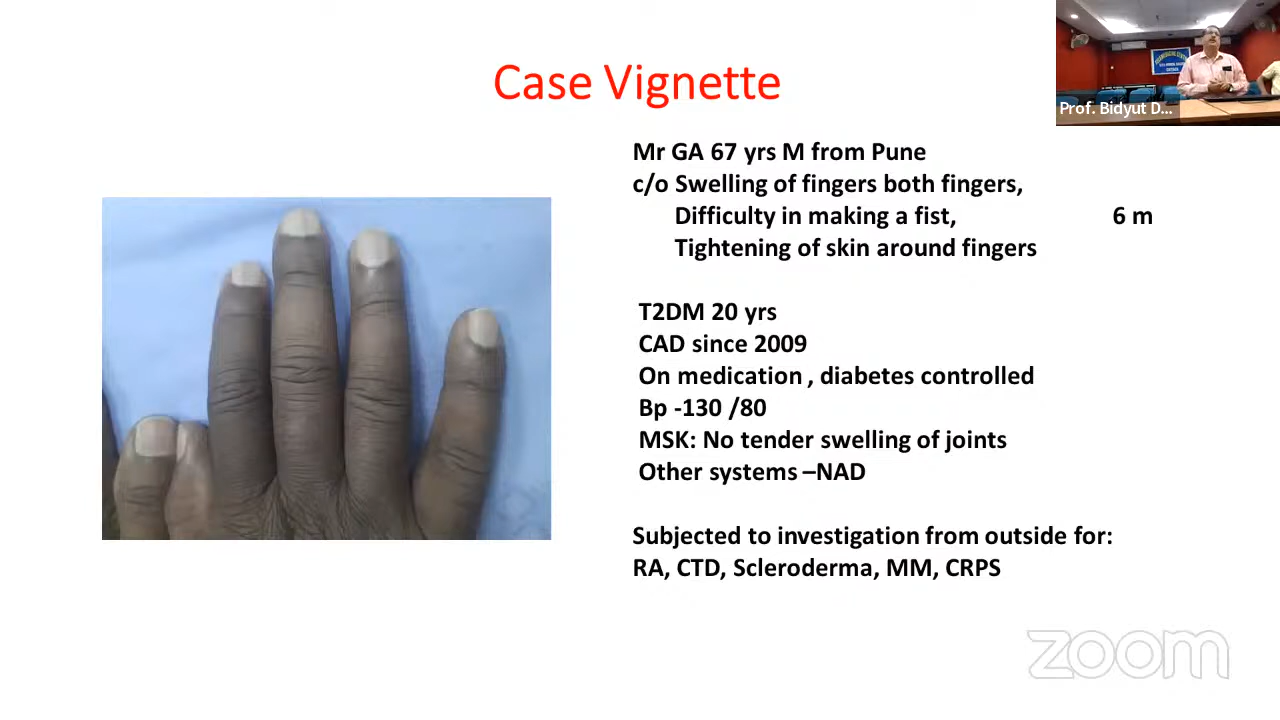 Case Vignette
Prof. Bidyut D...
Mr GA 67 yrs M from Pune
c/o Swelling of fingers both fingers,
Difficulty in making a fist, 6 m
Tightening of skin around fingers
T2DM 20 yrs
CAD since 2009
On medication , diabetes controlled
Bp -130 /80
MSK: No tender swelling of joints
Other systems –NAD
Subjected to investigation from outside for:
RA, CTD, Scleroderma, MM, CRPS
zoom